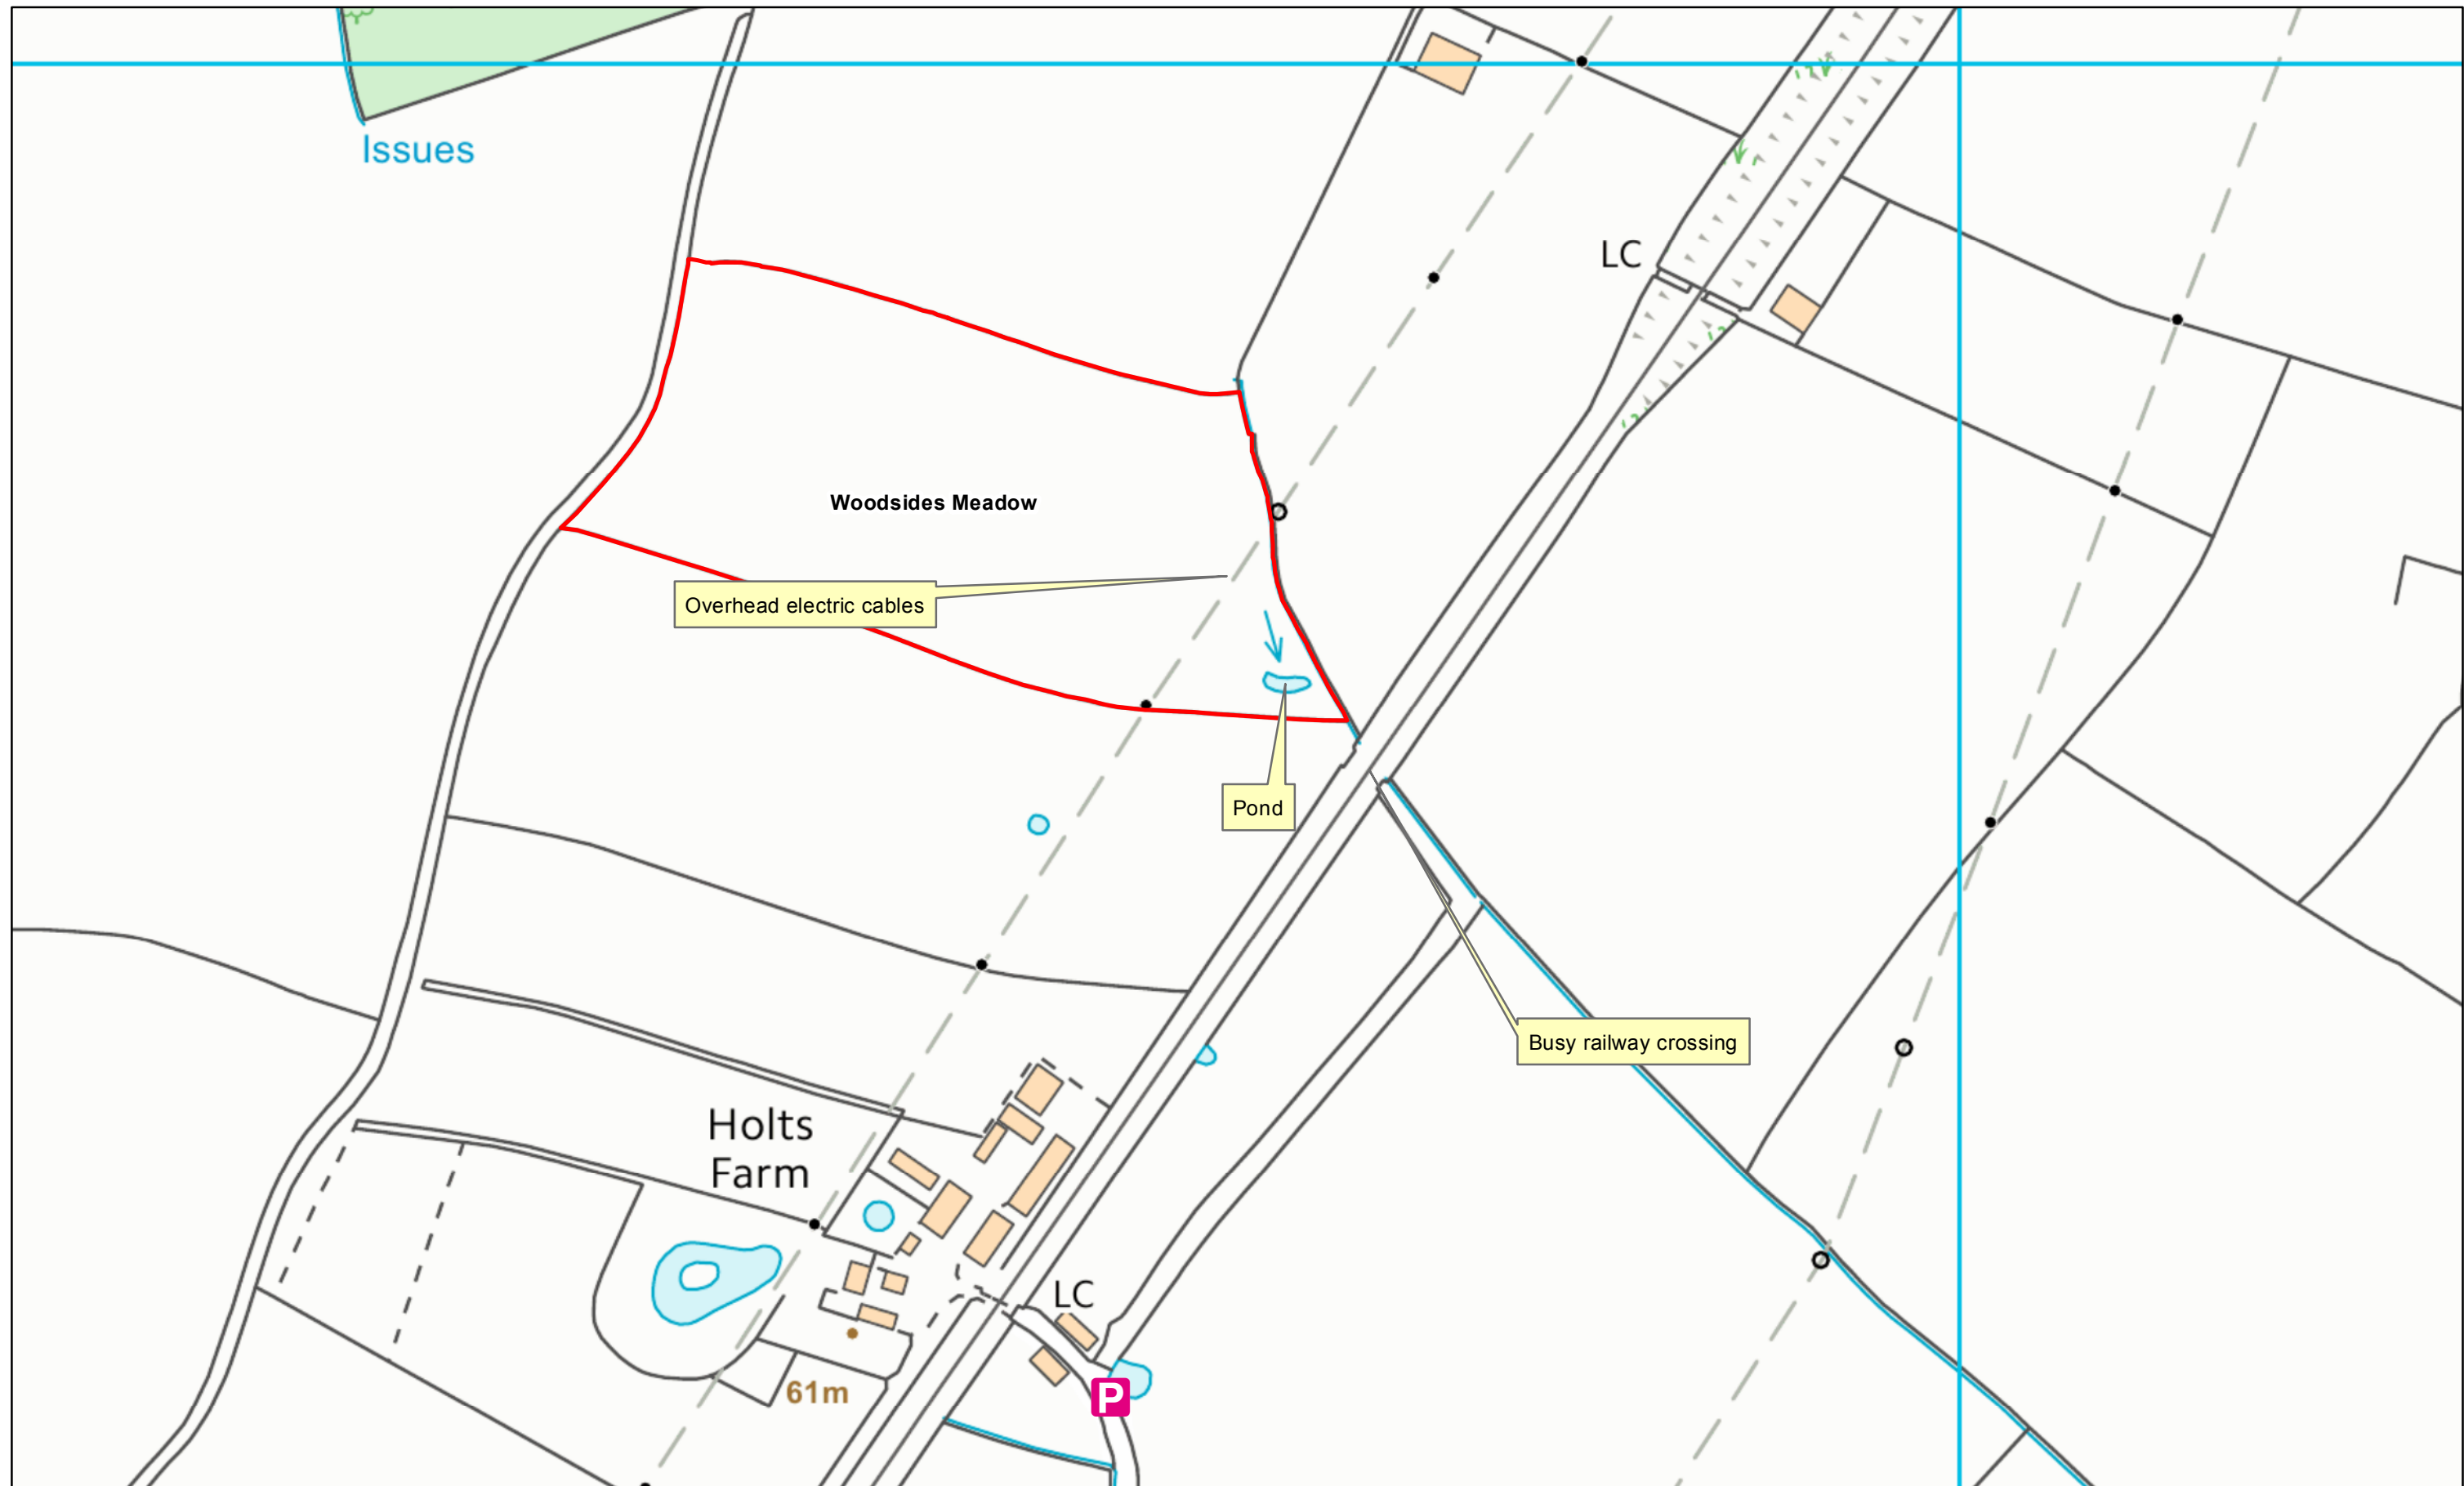 Issues
LC
Woodsides Meadow
Overhead electric cables
Pond
Busy railway crossing
Holts
Farm
LC
61m
P